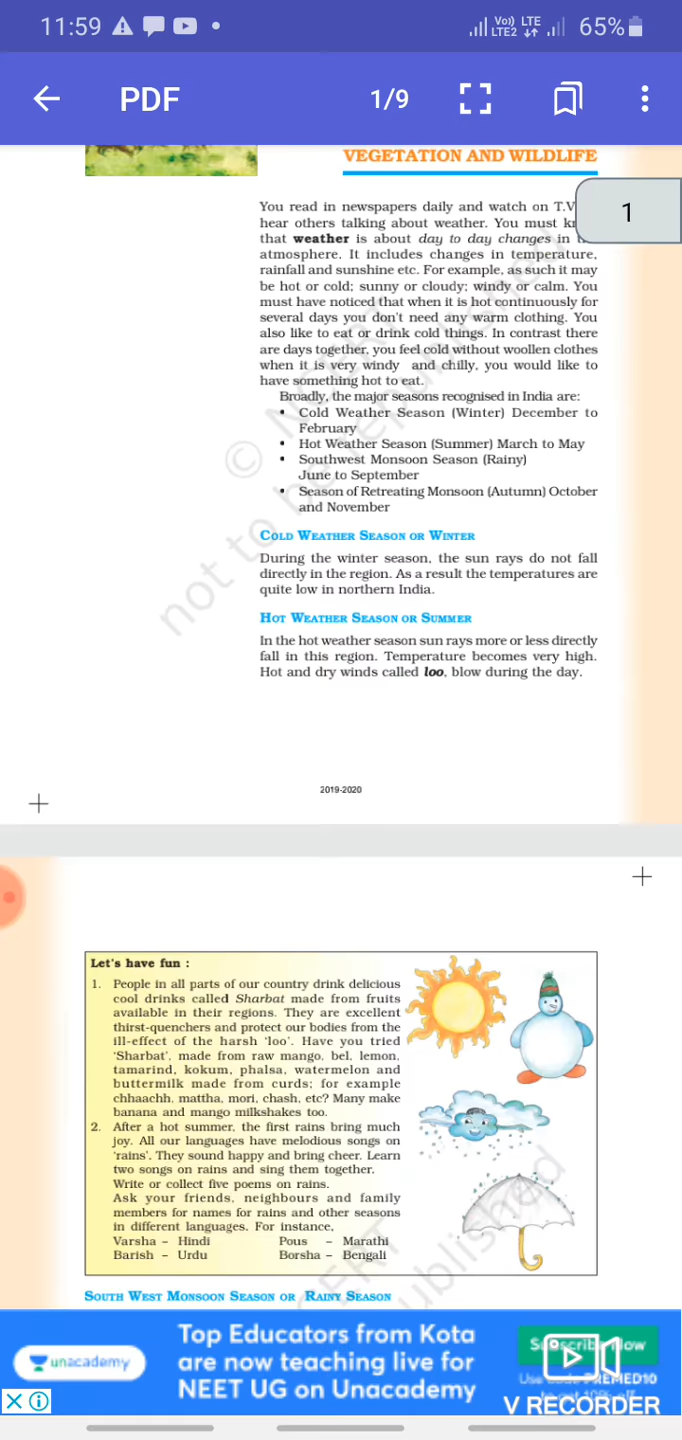 11:59
Vo) LTE
LTE2
65%
PDF
1/9
VEGETATION AND WILDLIFE
1
You read in newspapers daily and watch on T.V
hear others talking about weather. You must
that weather is about day to day changes in
atmosphere. It includes changes in temperature,
rainfall and sunshine etc. For example, as such it may
be hot or cold; sunny or cloudy; windy or calm. You
must have noticed that when it is hot continuously for
several days you don't need any warm clothing. You
also like to eat or drink cold things. In contrast there
are days together, you feel cold without woollen clothes
when it is very windy and chilly, you would like to
have something hot to eat.
Broadly, the major seasons recognised in India are:
• Cold Weather Season (Winter) December to
February
• Hot Weather Season (Summer) March to May
• Southwest Monsoon Season (Rainy)
June to September
• Season of Retreating Monsoon (Autumn) October
and November
COLD WEATHER SEASON OR WINTER
During the winter season, the sun rays do not fall
directly in the region. As a result the temperatures are
quite low in northern India.
HOT WEATHER SEASON OR SUMMER
In the hot weather season sun rays more or less directly
fall in this region. Temperature becomes very high.
Hot and dry winds called loo, blow during the day.
© NCERT
not to be republished
2019-2020
Let's have fun :
1. People in all parts of our country drink delicious
cool drinks called Sharbat made from fruits
available in their regions. They are excellent
thirst-quenchers and protect our bodies from the
ill-effect of the harsh 'loo'. Have you tried
'Sharbat', made from raw mango, bel, lemon,
tamarind, kokum, phalsa, watermelon and
buttermilk made from curds; for example
chhaachh, mattha, mori, chash, etc? Many make
banana and mango milkshakes too.
2. After a hot summer, the first rains bring much
joy. All our languages have melodious songs on
'rains'. They sound happy and bring cheer. Learn
two songs on rains and sing them together.
Write or collect five poems on rains.
Ask your friends, neighbours and family
members for names for rains and other seasons
in different languages. For instance,
Varsha – Hindi Pous – Marathi
Barish – Urdu Borsha – Bengali
SOUTH WEST MONSOON SEASON OR RAINY SEASON
unacademy
Top Educators from Kota
are now teaching live for
NEET UG on Unacademy
Subscribe Now
V RECORDER